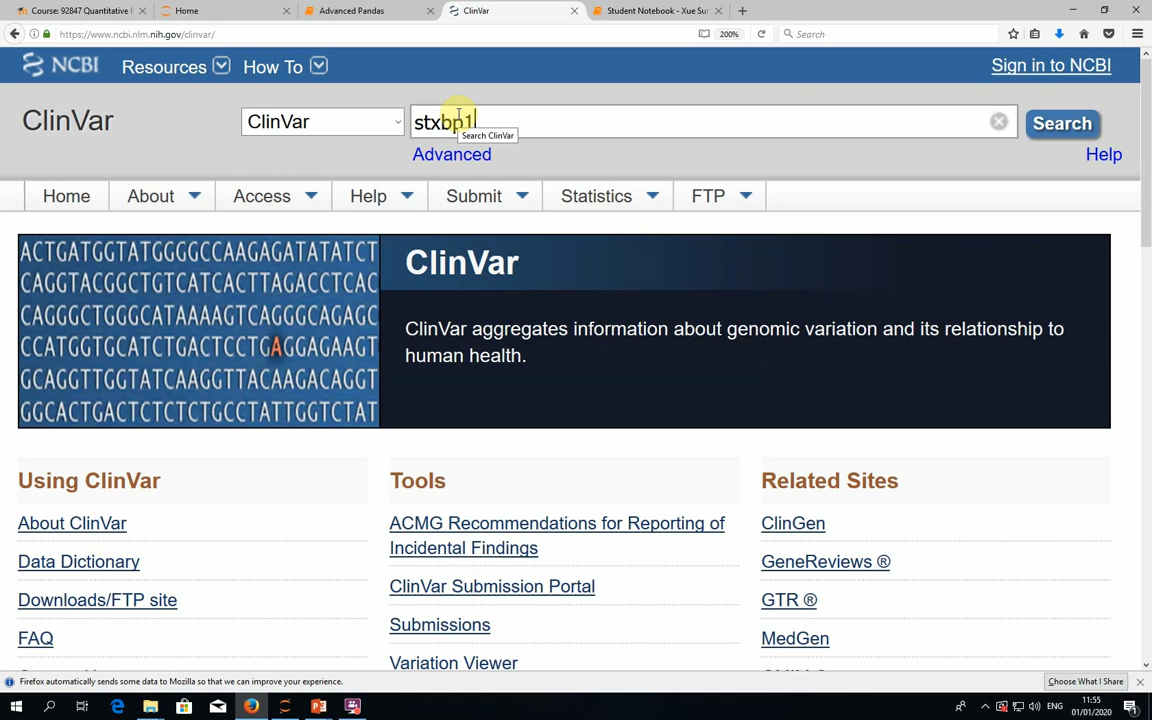 Course: 92847 Quantitative
Home
Advanced Pandas
ClinVar
Student Notebook - Xue Sur
https://www.ncbi.nlm.nih.gov/clinvar/
200%
Search
NCBI
Resources
How To
Sign in to NCBI
ClinVar
ClinVar
stxbp1
Search
Search ClinVar
Advanced
Help
Home
About
Access
Help
Submit
Statistics
FTP
ACTGATGGTATGGGGCCAAGAGATATATCT
CAGGTACGGCTGTCATCACTTAGACCTCAC
CAGGGCTGGGCATAAAAGTCAGGGCAGAGC
CCATGGTGCATCTGACTCCTGAGGAGAAGT
GCAGGTTGGTATCAAGGTTACAAGACAGGT
GGCACTGACTCTCTCTGCCTATTGGTCTAT
ClinVar
ClinVar aggregates information about genomic variation and its relationship to
human health.
Using ClinVar
About ClinVar
Data Dictionary
Downloads/FTP site
FAQ
Tools
ACMG Recommendations for Reporting of
Incidental Findings
ClinVar Submission Portal
Submissions
Variation Viewer
Related Sites
ClinGen
GeneReviews ®
GTR ®
MedGen
Firefox automatically sends some data to Mozilla so that we can improve your experience.
Choose What I Share
ENG
11:55
01/01/2020